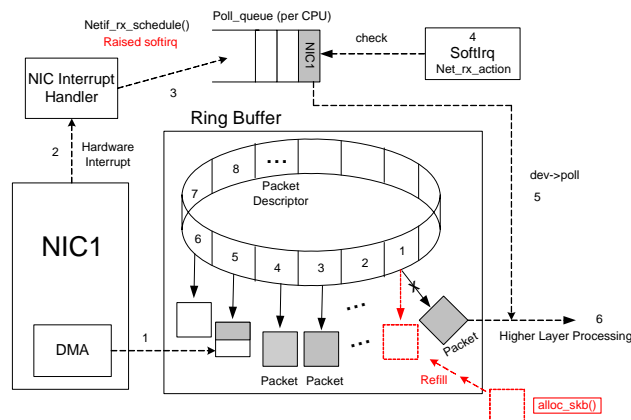 Netif_rx_schedule()
Raised softirq
Poll_queue (per CPU)
NIC1
check
4
SoftIrq
Net_rx_action
NIC Interrupt
Handler
3
Ring Buffer
2
Hardware
Interrupt
dev->poll
5
NIC1
DMA
1
7
8
...
Packet
Descriptor
6
5
4
3
2
1
x
...
...
Packet
Packet
Packet
6
Higher Layer Processing
Refill
alloc_skb()